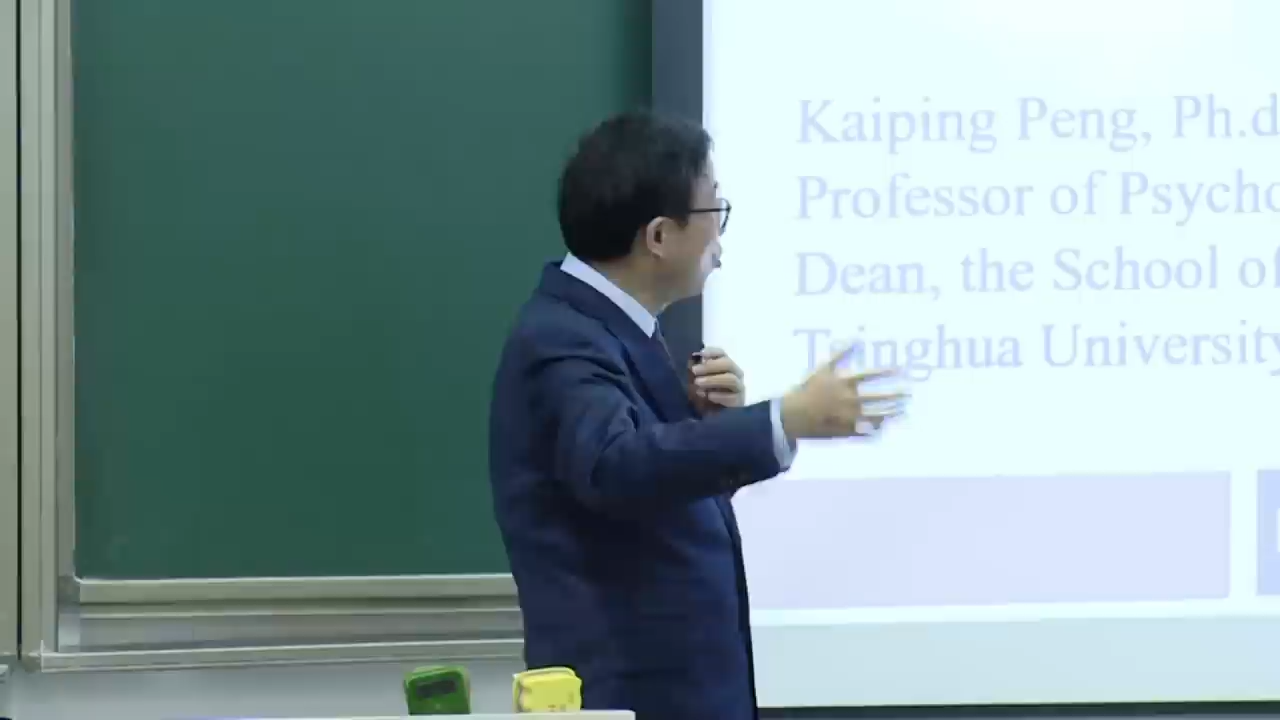 Kaiping Peng, Ph.d
Professor of Psycho
Dean, the School of
Tsinghua University